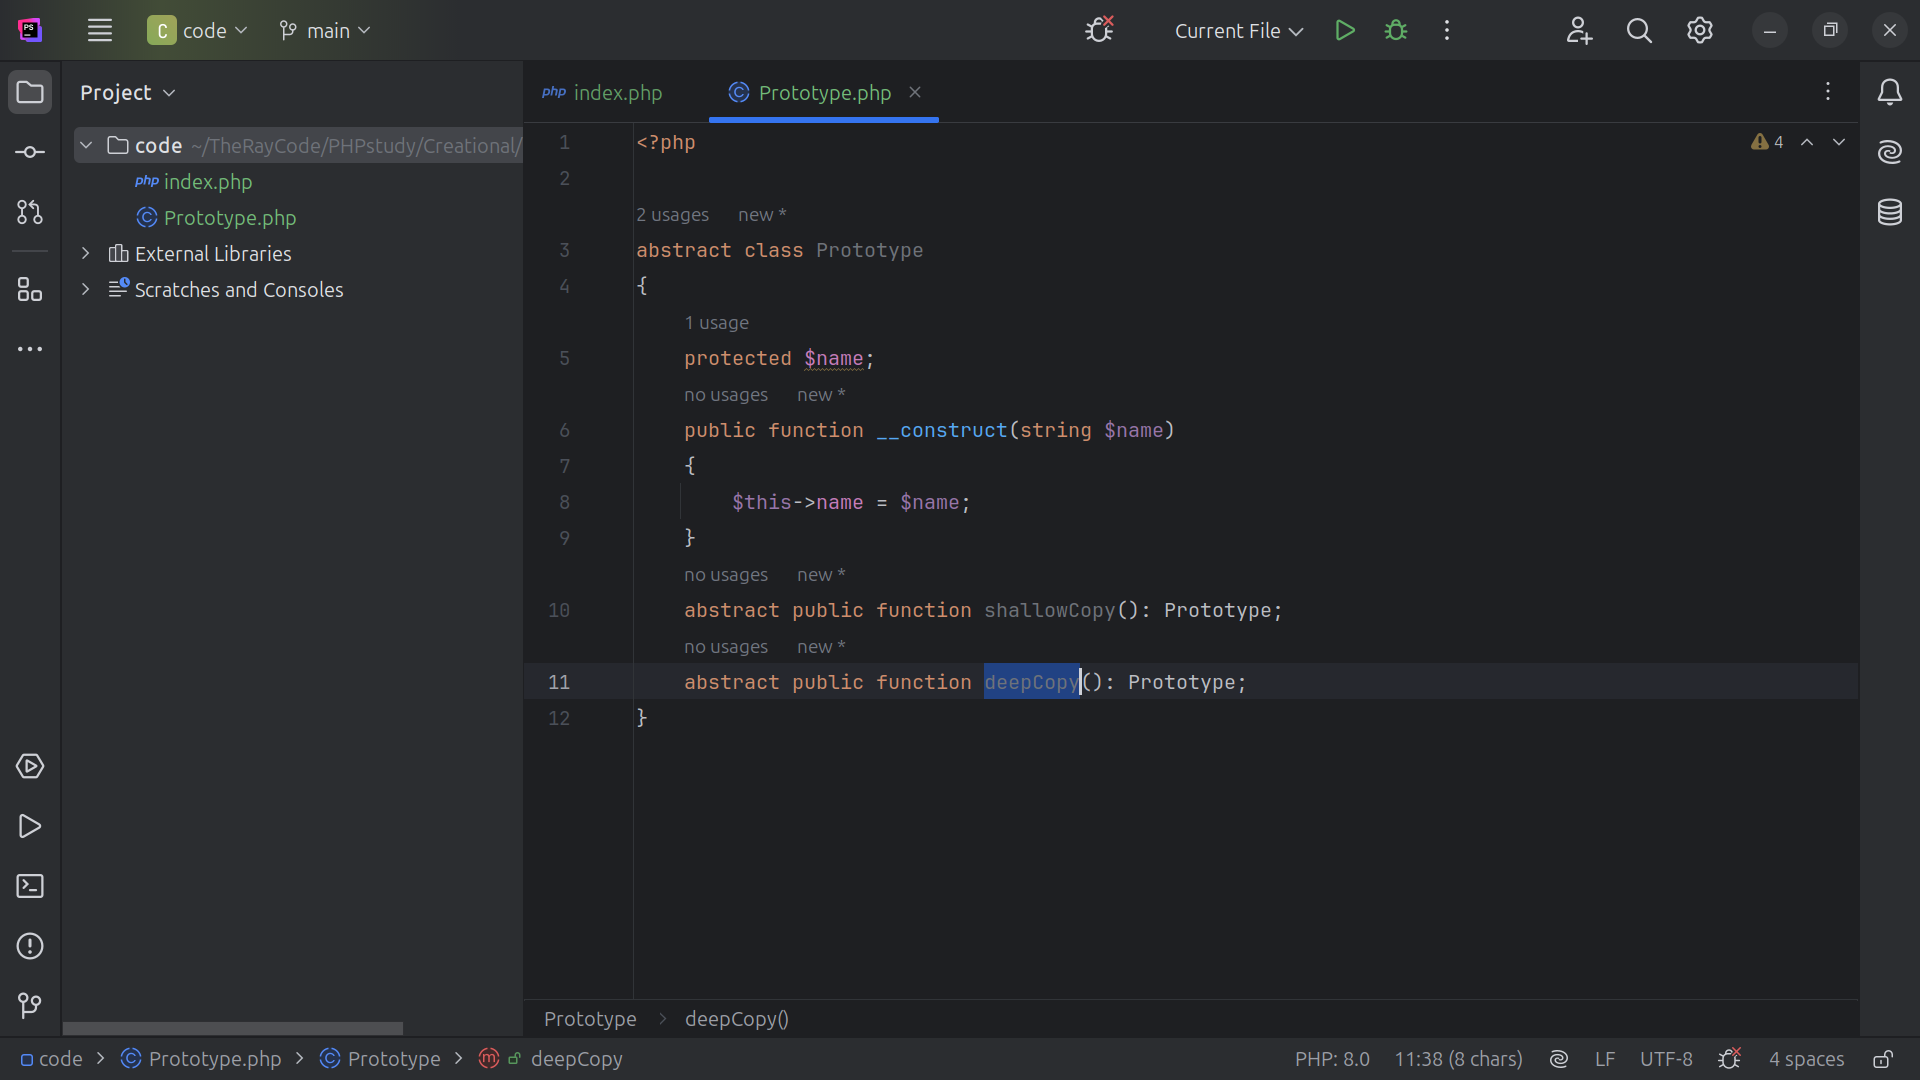 PS
C code main
Current File
Project
php index.php
Prototype.php
code ~/TheRayCode/PHPstudy/Creational/
php index.php
Prototype.php
External Libraries
Scratches and Consoles
4
1 <?php
2
2 usages new *
3 abstract class Prototype
4 {
1 usage
5 protected $name;
no usages new *
6 public function __construct(string $name)
7 {
8 $this->name = $name;
9 }
no usages new *
10 abstract public function shallowCopy(): Prototype;
no usages new *
11 abstract public function deepCopy(): Prototype;
12 }
Prototype > deepCopy()
code > Prototype.php > Prototype > m deepCopy
PHP: 8.0 11:38 (8 chars) LF UTF-8 4 spaces